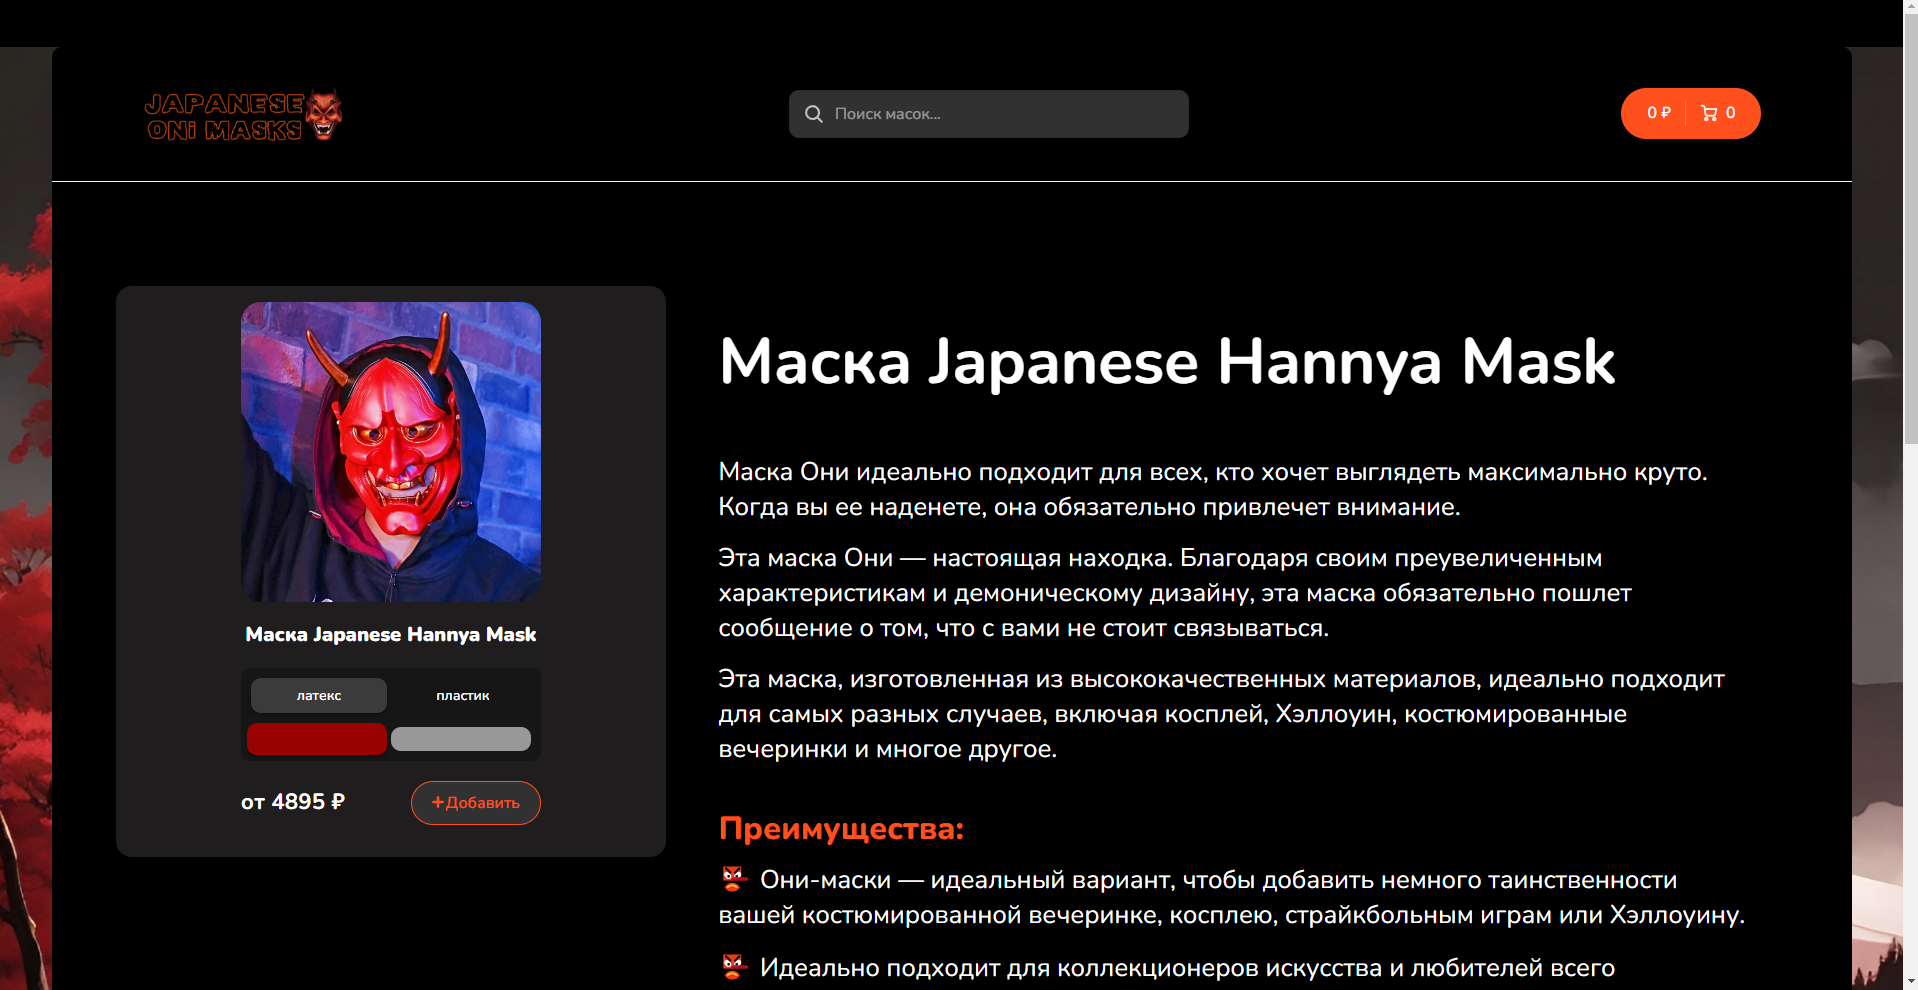 JAPANESE
ONI MASKS
Поиск масок...
0 ₽
0
Маска Japanese Hannya Mask
латекс
пластик
от 4895 ₽
+Добавить
Маска Japanese Hannya Mask
Маска Они идеально подходит для всех, кто хочет выглядеть максимально круто.
Когда вы ее наденете, она обязательно привлечет внимание.
Эта маска Они — настоящая находка. Благодаря своим преувеличенным
характеристикам и демоническому дизайну, эта маска обязательно пошлет
сообщение о том, что с вами не стоит связываться.
Эта маска, изготовленная из высококачественных материалов, идеально подходит
для самых разных случаев, включая косплей, Хэллоуин, костюмированные
вечеринки и многое другое.
Преимущества:
👺 Они-маски — идеальный вариант, чтобы добавить немного таинственности
вашей костюмированной вечеринке, косплею, страйкбольным играм или Хэллоуину.
👺 Идеально подходит для коллекционеров искусства и любителей всего